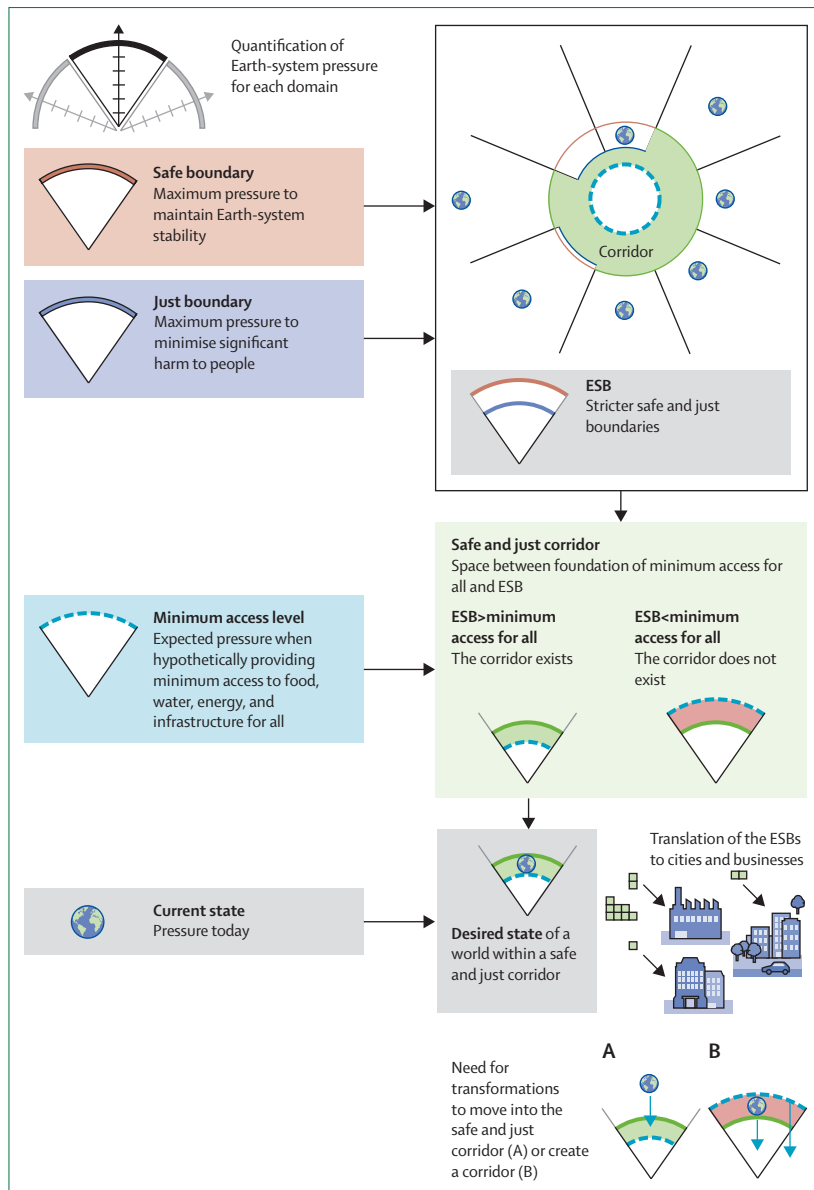 Quantification of
Earth-system pressure
for each domain
Safe boundary
Maximum pressure to
maintain Earth-system
stability
Just boundary
Maximum pressure to
minimise significant
harm to people
Corridor
ESB
Stricter safe and just
boundaries
Safe and just corridor
Space between foundation of minimum access for
all and ESB
ESB>minimum
access for all
The corridor exists
ESB<minimum
access for all
The corridor does not
exist
Minimum access level
Expected pressure when
hypothetically providing
minimum access to food,
water, energy, and
infrastructure for all
Current state
Pressure today
Desired state of a
world within a safe
and just corridor
Translation of the ESBs
to cities and businesses
Need for
transformations
to move into the
safe and just
corridor (A) or create
a corridor (B)
A
B